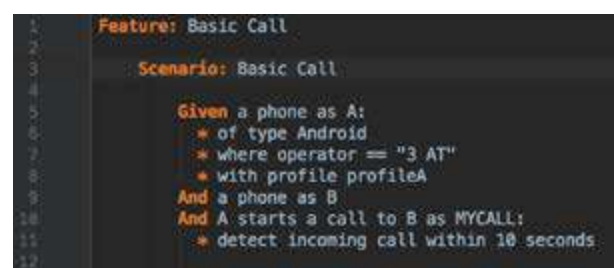 1 Feature: Basic Call
2
3 Scenario: Basic Call
4
5 Given a phone as A:
6 * of type Android
7 * where operator == "3 AT"
8 * with profile profileA
9 And a phone as B
10 And A starts a call to B as MYCALL:
11 * detect incoming call within 10 seconds
12